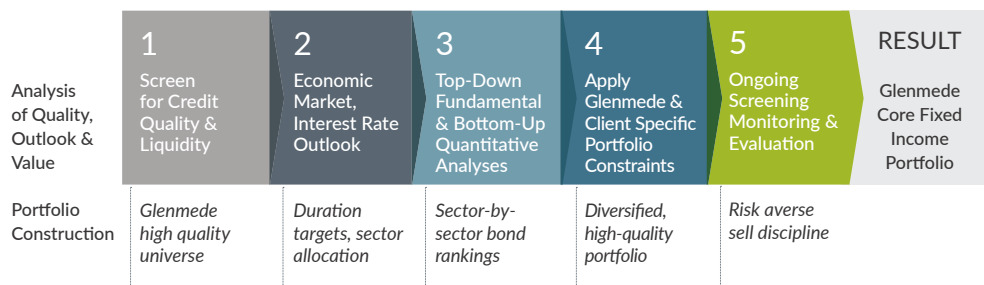 Analysis
of Quality,
Outlook &
Value
1
Screen
for Credit
Quality &
Liquidity
2
Economic
Market,
Interest Rate
Outlook
3
Top-Down
Fundamental
& Bottom-Up
Quantitative
Analyses
4
Apply
Glenmede &
Client Specific
Portfolio
Constraints
5
Ongoing
Screening
Monitoring &
Evaluation
RESULT
Glenmede
Core Fixed
Income
Portfolio
Portfolio
Construction
Glenmede
high quality
universe
Duration
targets, sector
allocation
Sector-by-
sector bond
rankings
Diversified,
high-quality
portfolio
Risk averse
sell discipline